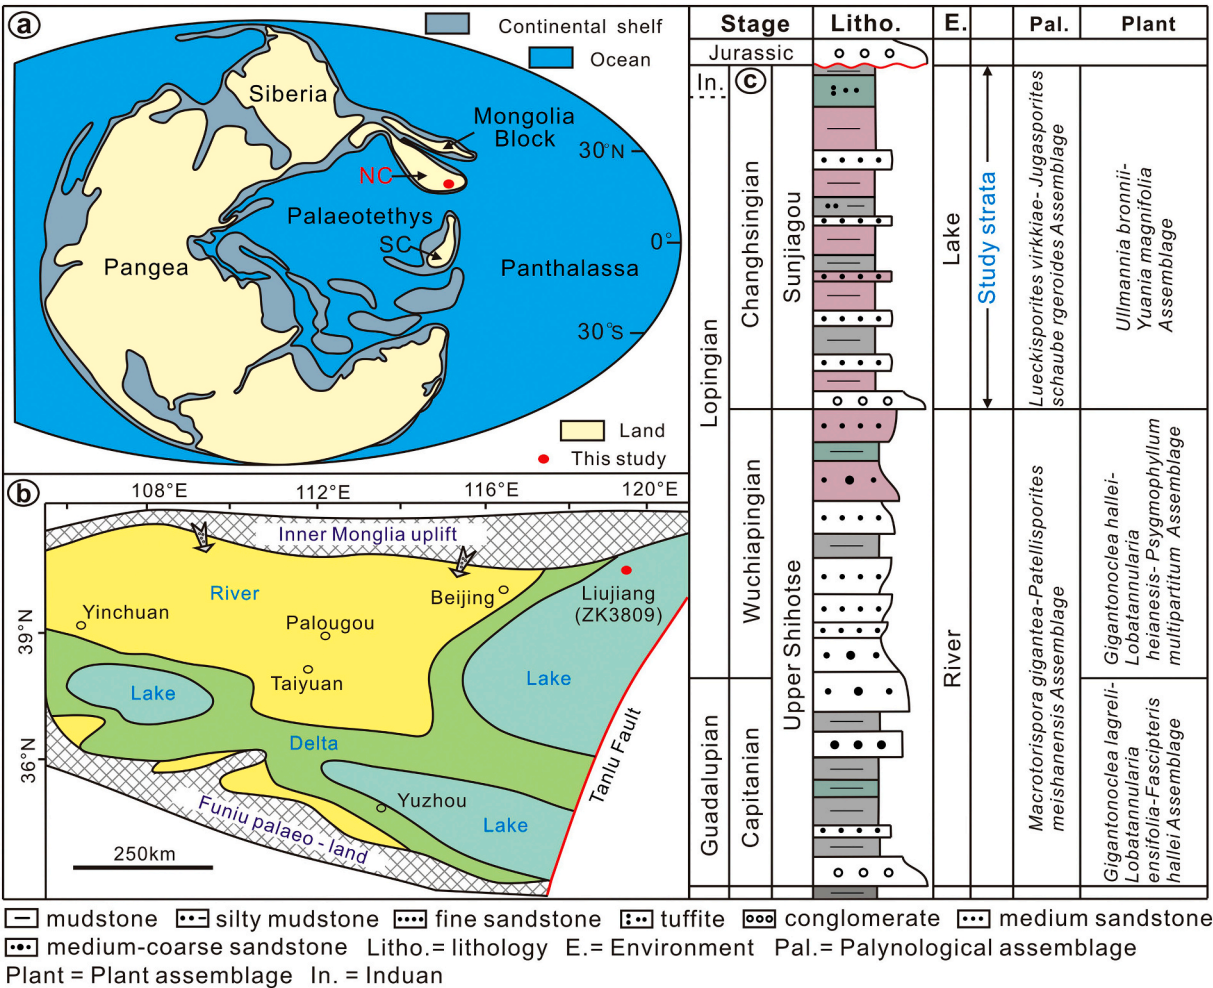 a
Continental shelf
Ocean
Siberia
Mongolia
Block
30°N
NC
Palaeotethys
SC
0°
Pangea
Panthalassa
30°S
Land
This study
b
108°E
112°E
116°E
120°E
Inner Monglia uplift
River
Beijing
Liujiang
(ZK3809)
Yinchuan
Palougou
39°N
Taiyuan
Lake
Lake
Delta
36°N
Tanlu Fault
Yuzhou
Funiu palaeo - land
Lake
250km
Stage
Litho.
E.
Pal.
Plant
Jurassic
In.
c
Lopingian
Guadalupian
Changhsingian
Wuchiapingian
Capitanian
Sunjiagou
Upper Shihotse
Lake
River
Study strata
Lueckisporites virkkiae- Jugasporites
schaube rgeroides Assemblage
Macrotorispora gigantea-Patellisporites
meishanensis Assemblage
Ullmannia bronnii-
Yuania magnifolia
Assemblage
Gigantonoclea hallei-
Lobatannularia
heianesis- Psygmophyllum
multipartitum Assemblage
Gigantonoclea lagreli-
Lobatannularia
ensifolia-Fascipteris
hallei Assemblage
mudstone
silty mudstone
fine sandstone
tuffite
conglomerate
medium sandstone
medium-coarse sandstone
Litho.= lithology
E.= Environment
Pal.= Palynological assemblage
Plant = Plant assemblage
In. = Induan